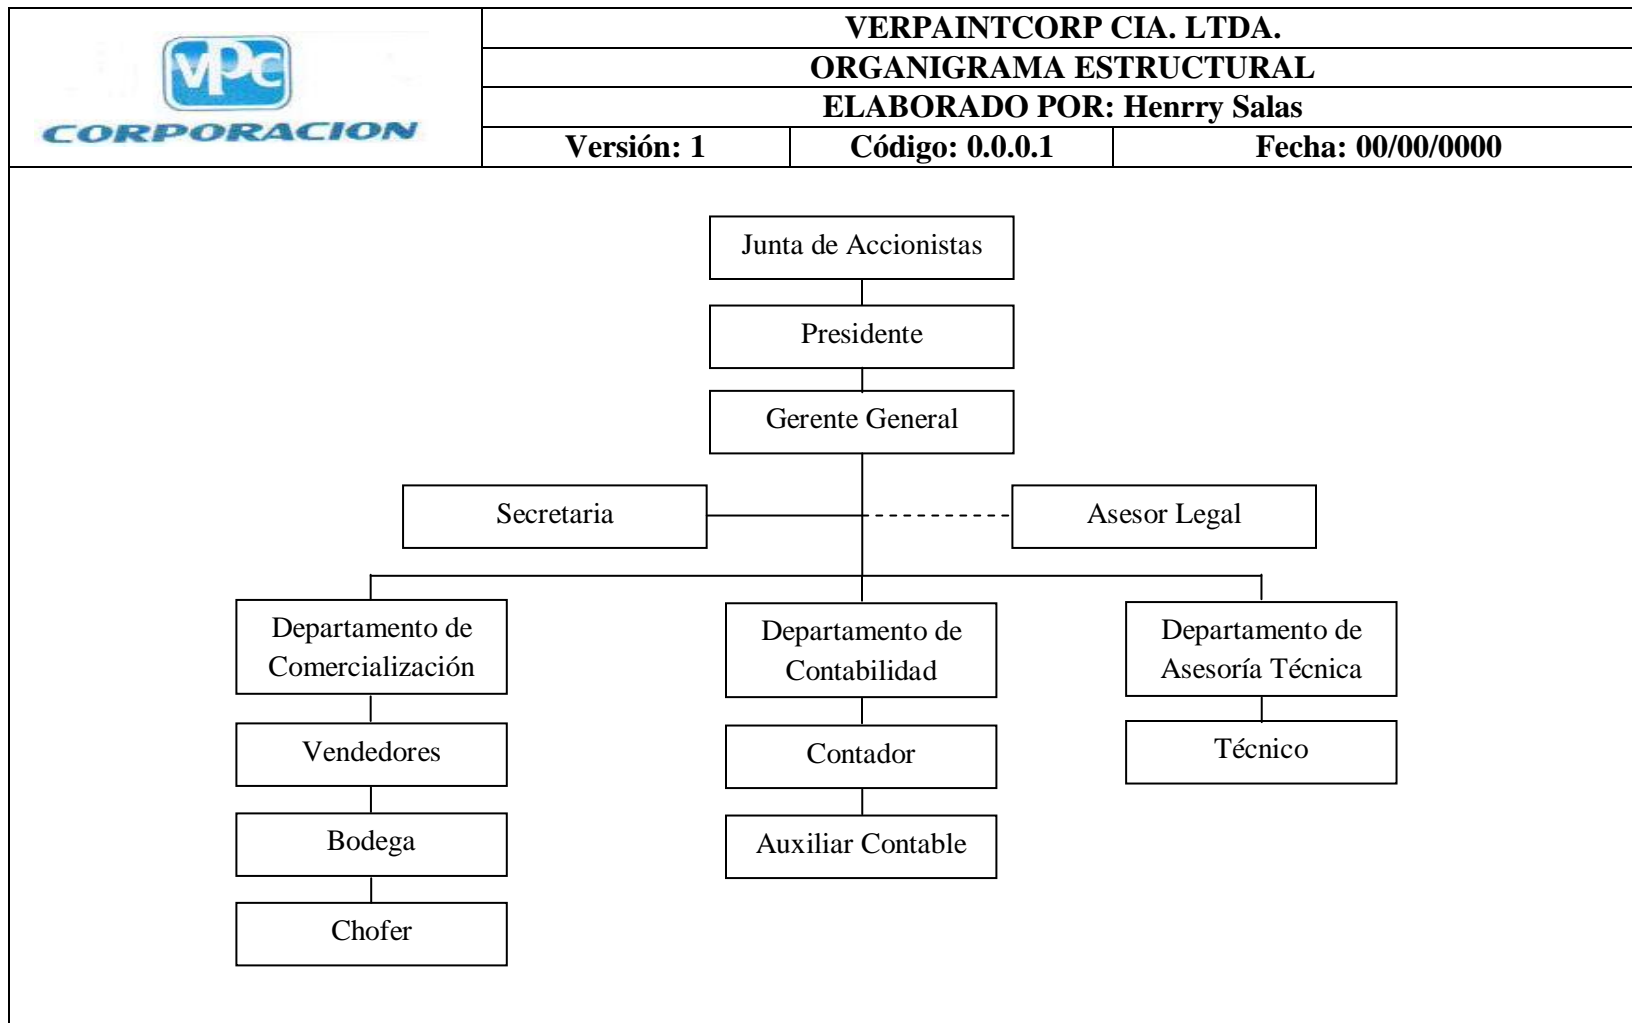 VPC
CORPORACION
VERPAINTCORP CIA. LTDA.
ORGANIGRAMA ESTRUCTURAL
ELABORADO POR: Henrry Salas
Versión: 1 Código: 0.0.0.1 Fecha: 00/00/0000
Junta de Accionistas
Presidente
Gerente General
Secretaria
Asesor Legal
Departamento de
Comercialización
Departamento de
Contabilidad
Departamento de
Asesoría Técnica
Vendedores
Contador
Técnico
Bodega
Auxiliar Contable
Chofer